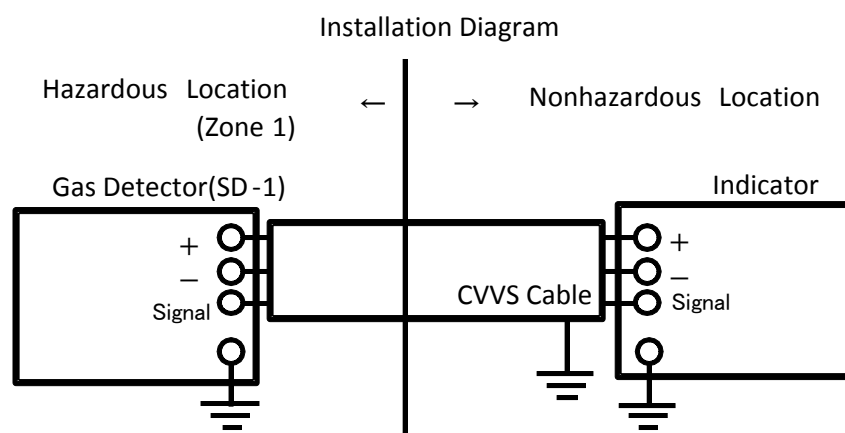 Installation Diagram
Hazardous Location ← → Nonhazardous Location
(Zone 1)
Gas Detector(SD-1) Indicator
+ +
− −
CVVS Cable
Signal Signal